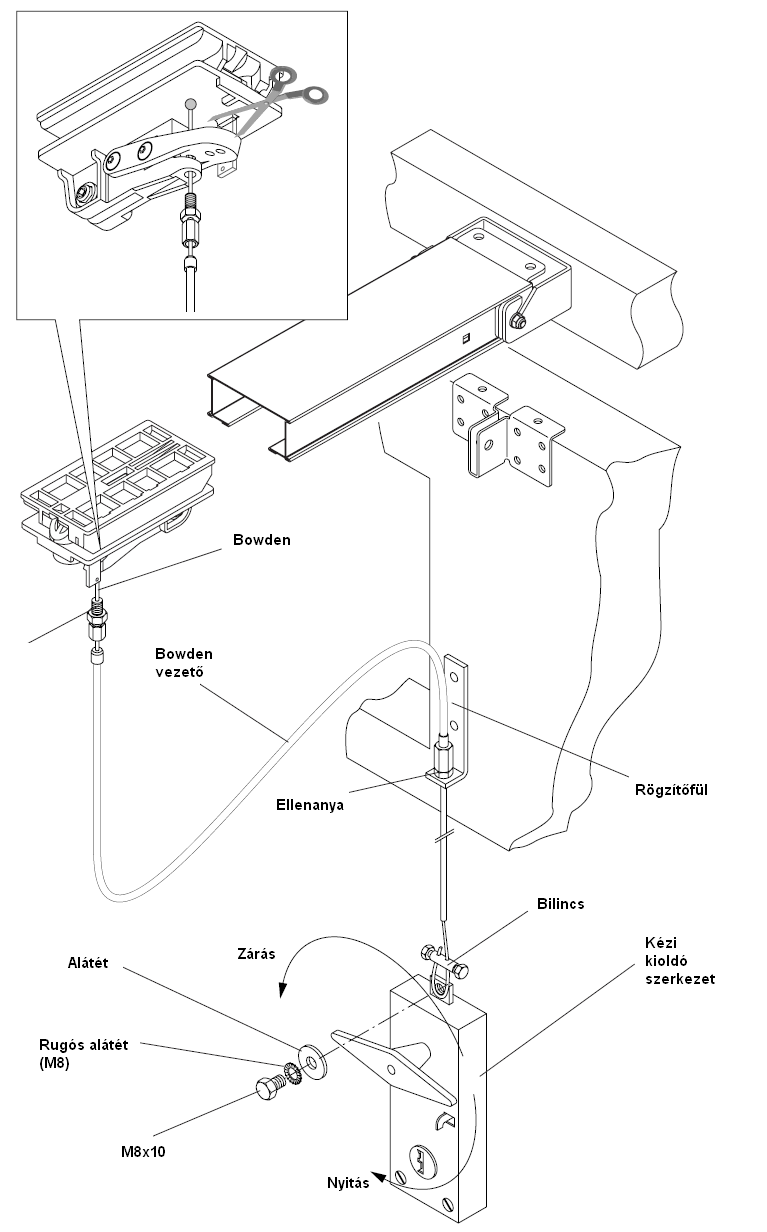 Bowden
Bowden
vezető
Ellenanya
Rögzítőfül
Bilincs
Zárás
Kézi
kioldó
szerkezet
Alátét
Rugós alátét
(M8)
M8x10
Nyitás